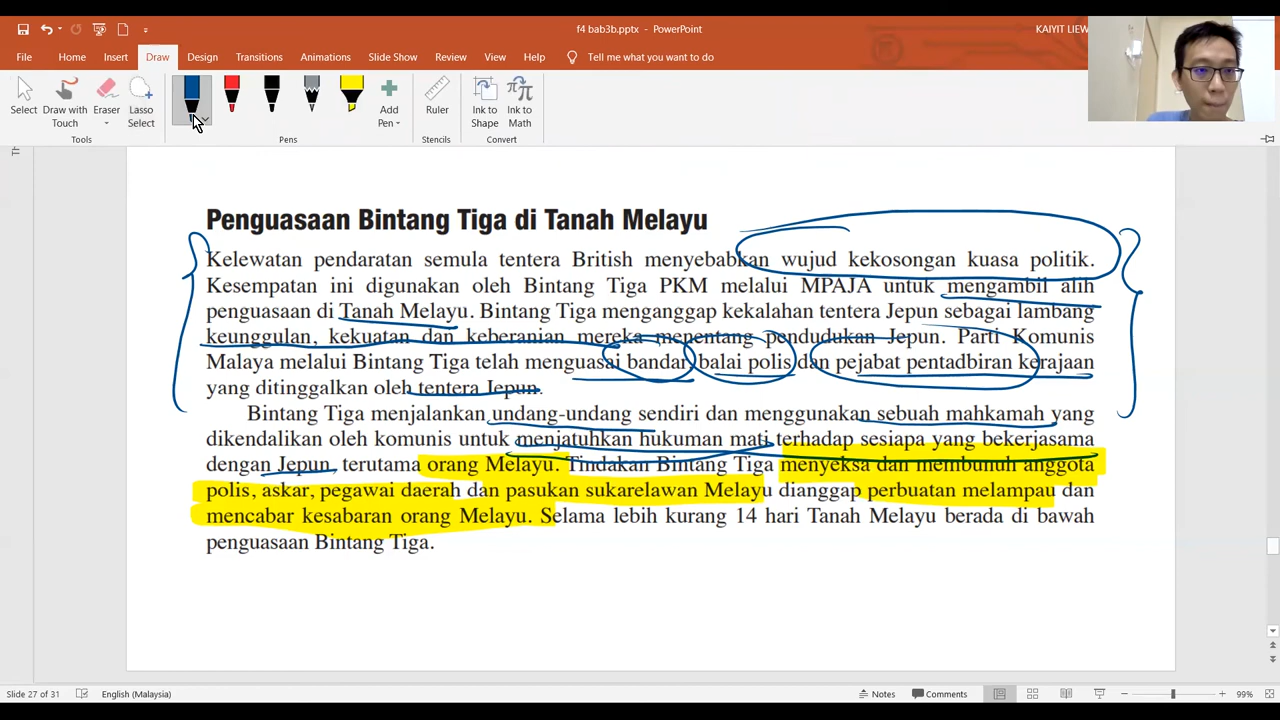 f4 bab3b.pptx - PowerPoint
KAIYIT LIEW
File Home Insert Draw Design Transitions Animations Slide Show Review View Help Tell me what you want to do
Select Draw with Touch Eraser Lasso Select Add Pen Ruler Ink to Shape Ink to Math
Tools Pens Stencils Convert
Penguasaan Bintang Tiga di Tanah Melayu
Kelewatan pendaratan semula tentera British menyebabkan wujud kekosongan kuasa politik.
Kesempatan ini digunakan oleh Bintang Tiga PKM melalui MPAJA untuk mengambil alih
penguasaan di Tanah Melayu. Bintang Tiga menganggap kekalahan tentera Jepun sebagai lambang
keunggulan, kekuatan dan keberanian mereka menentang pendudukan Jepun. Parti Komunis
Malaya melalui Bintang Tiga telah menguasai bandar, balai polis dan pejabat pentadbiran kerajaan
yang ditinggalkan oleh tentera Jepun.
Bintang Tiga menjalankan undang-undang sendiri dan menggunakan sebuah mahkamah yang
dikendalikan oleh komunis untuk menjatuhkan hukuman mati terhadap sesiapa yang bekerjasama
dengan Jepun, terutama orang Melayu. Tindakan Bintang Tiga menyeksa dan membunuh anggota
polis, askar, pegawai daerah dan pasukan sukarelawan Melayu dianggap perbuatan melampau dan
mencabar kesabaran orang Melayu. Selama lebih kurang 14 hari Tanah Melayu berada di bawah
penguasaan Bintang Tiga.
Slide 27 of 31 English (Malaysia) Notes Comments 99%